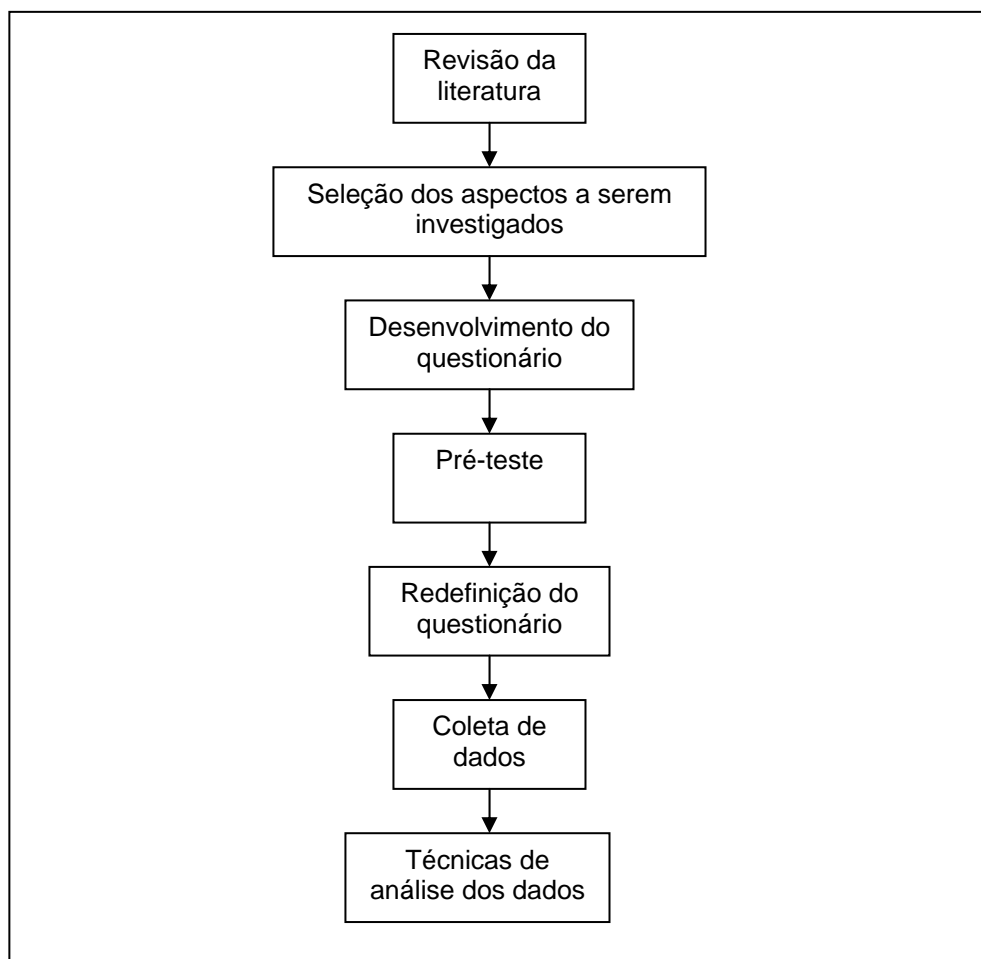 Revisão da
literatura
Seleção dos aspectos a serem
investigados
Desenvolvimento do
questionário
Pré-teste
Redefinição do
questionário
Coleta de
dados
Técnicas de
análise dos dados